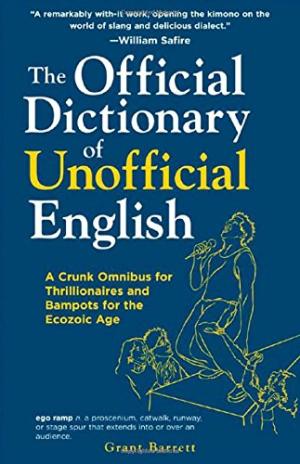 "A remarkably with-it work, opening the kimono on the
world of slang and delicious dialect."
—William Safire
The Official
Dictionary
of
Unofficial
English
A Crunk Omnibus for
Thrillionaires and
Bampots for the
Ecozoic Age
ego ramp n. a proscenium, catwalk, runway,
or stage spur that extends into or over an
audience.
Grant Barrett